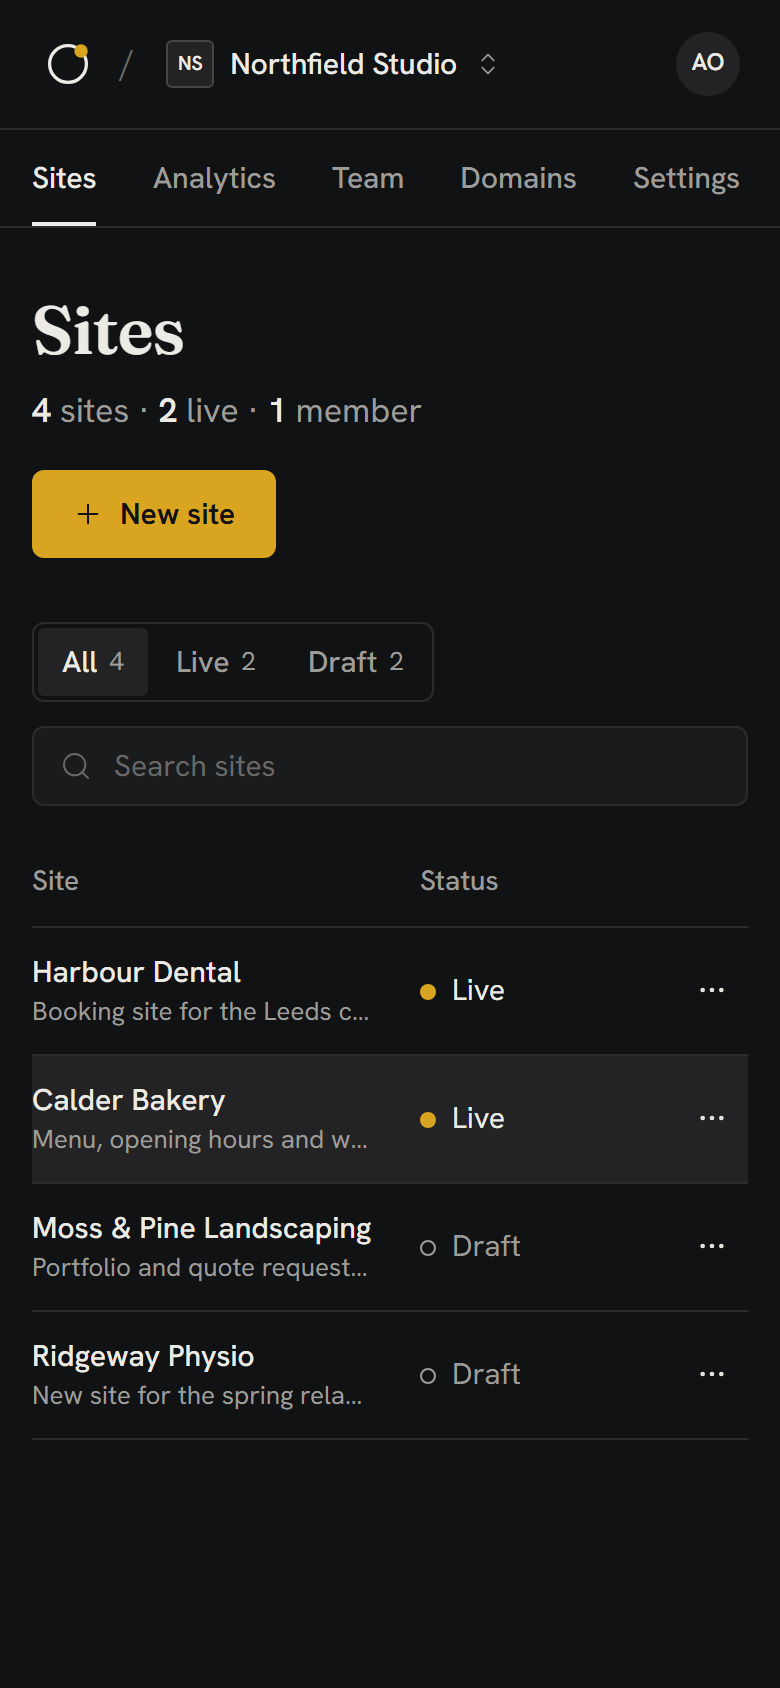 / NS Northfield Studio AO
Sites Analytics Team Domains Settings
Sites
4 sites · 2 live · 1 member
+ New site
All 4 Live 2 Draft 2
Search sites
Site Status
Harbour Dental
Booking site for the Leeds c...
Live
Calder Bakery
Menu, opening hours and w...
Live
Moss & Pine Landscaping
Portfolio and quote request...
Draft
Ridgeway Physio
New site for the spring rela...
Draft